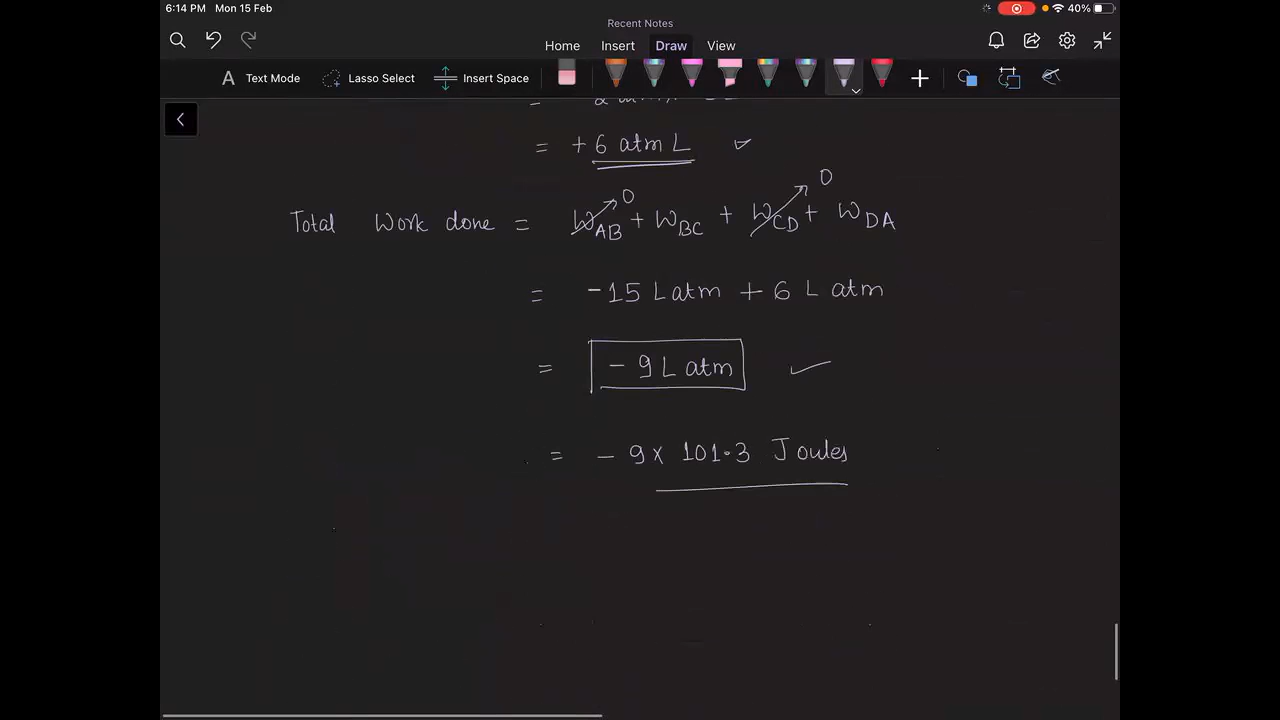 6:14 PM Mon 15 Feb
40%
Recent Notes
Home Insert Draw View
Text Mode Lasso Select Insert Space
= + 6 atm L
Total Work done = W_AB→0 + W_BC + W_CD→0 + W_DA
= -15 L atm + 6 L atm
= - 9 L atm
= - 9 x 101.3 Joules